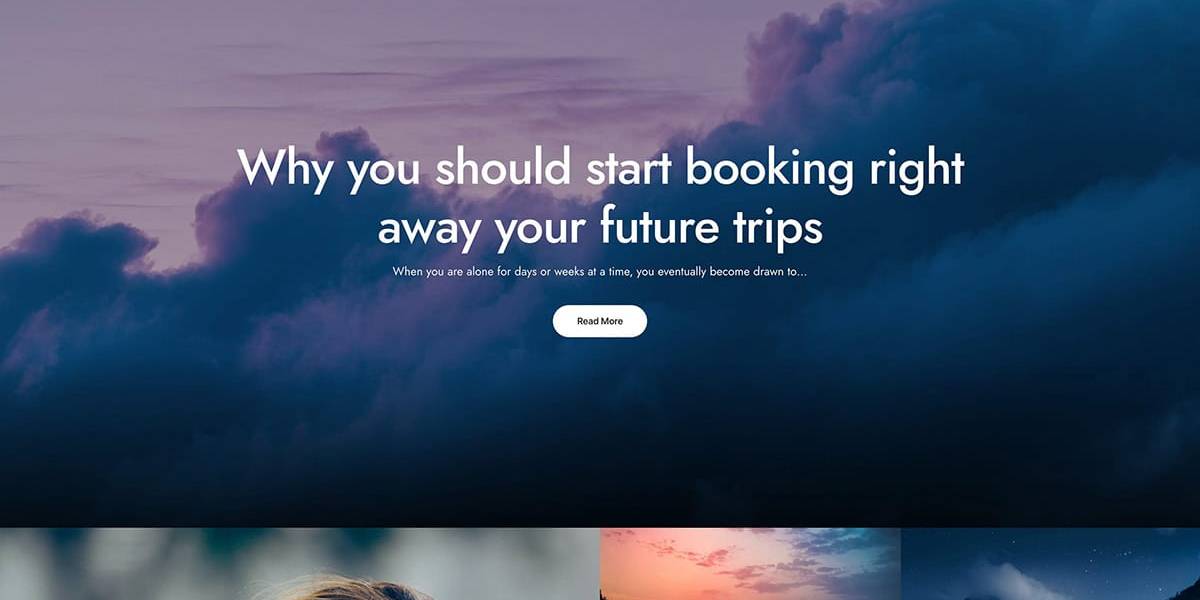 Why you should start booking right
away your future trips
When you are alone for days or weeks at a time, you eventually become drawn to...
Read More